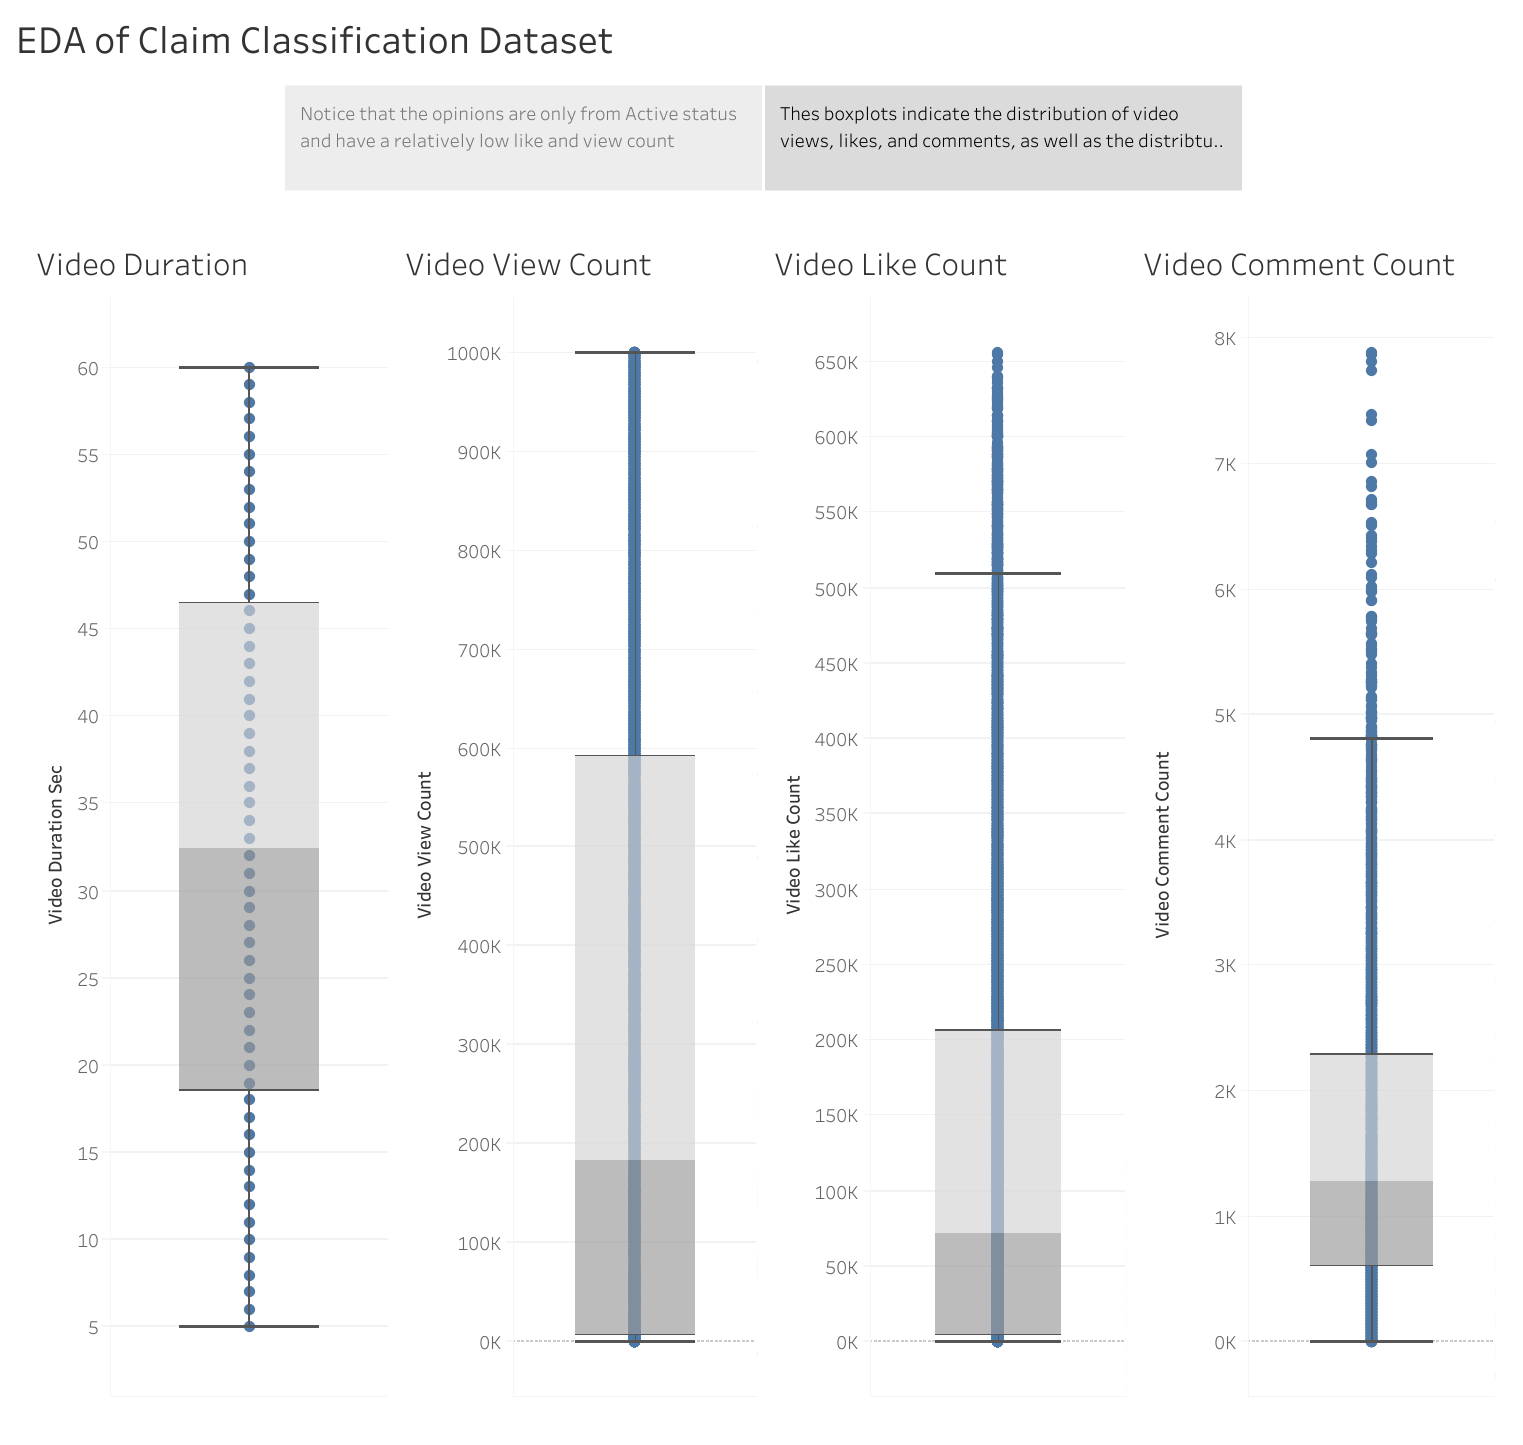 EDA of Claim Classification Dataset
Notice that the opinions are only from Active status
and have a relatively low like and view count
Thes boxplots indicate the distribution of video
views, likes, and comments, as well as the distribtu..
Video Duration
Video Duration Sec
60
55
50
45
40
35
30
25
20
15
10
5
Video View Count
Video View Count
1000K
900K
800K
700K
600K
500K
400K
300K
200K
100K
0K
Video Like Count
Video Like Count
650K
600K
550K
500K
450K
400K
350K
300K
250K
200K
150K
100K
50K
0K
Video Comment Count
Video Comment Count
8K
7K
6K
5K
4K
3K
2K
1K
0K